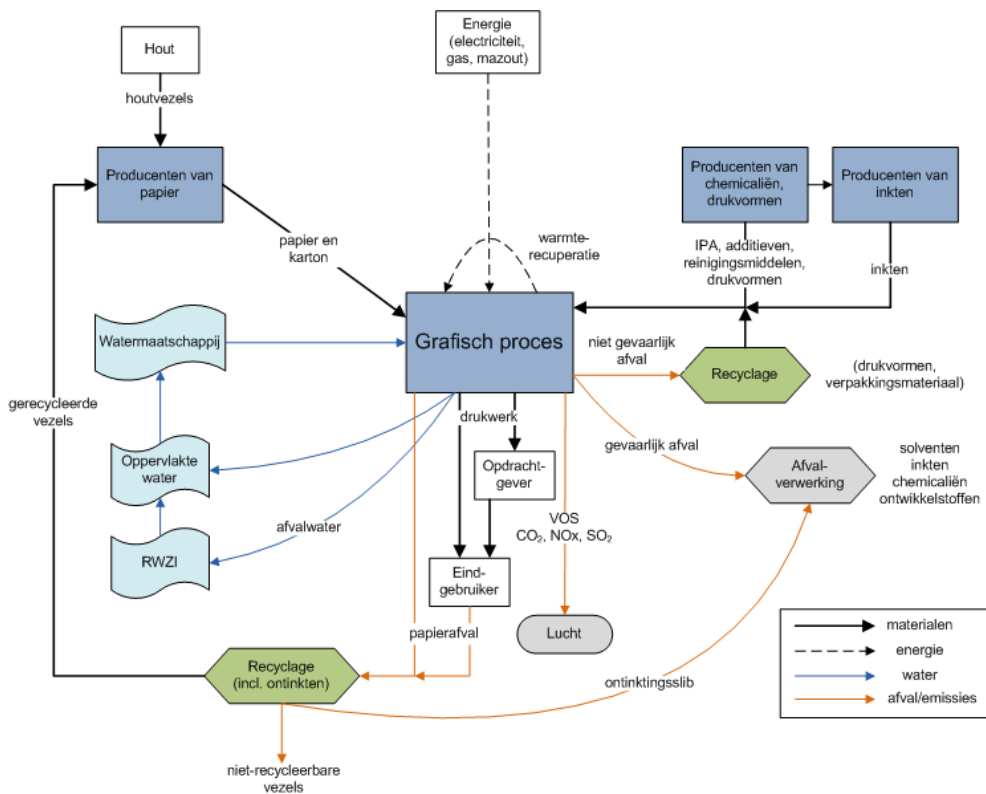 Energie
(electriciteit,
gas, mazout)
Hout
houtvezels
Producenten van
papier
Producenten van
chemicaliën,
drukvormen
Producenten van
inkten
papier en
karton
warmte-
recuperatie
IPA, additieven,
reinigingsmiddelen,
drukvormen
inkten
Watermaatschappij
Grafisch proces
niet gevaarlijk
afval
Recyclage
(drukvormen,
verpakkingsmateriaal)
gerecycleerde
vezels
drukwerk
gevaarlijk afval
Oppervlakte
water
Opdracht-
gever
Afval-
verwerking
solventen
inkten
chemicaliën
ontwikkelstoffen
afvalwater
VOS
CO₂, NOx, SO₂
RWZI
Eind-
gebruiker
Lucht
papierafval
Recyclage
(incl. ontinkten)
ontinktingsslib
niet-recycleerbare
vezels
materialen
energie
water
afval/emissies